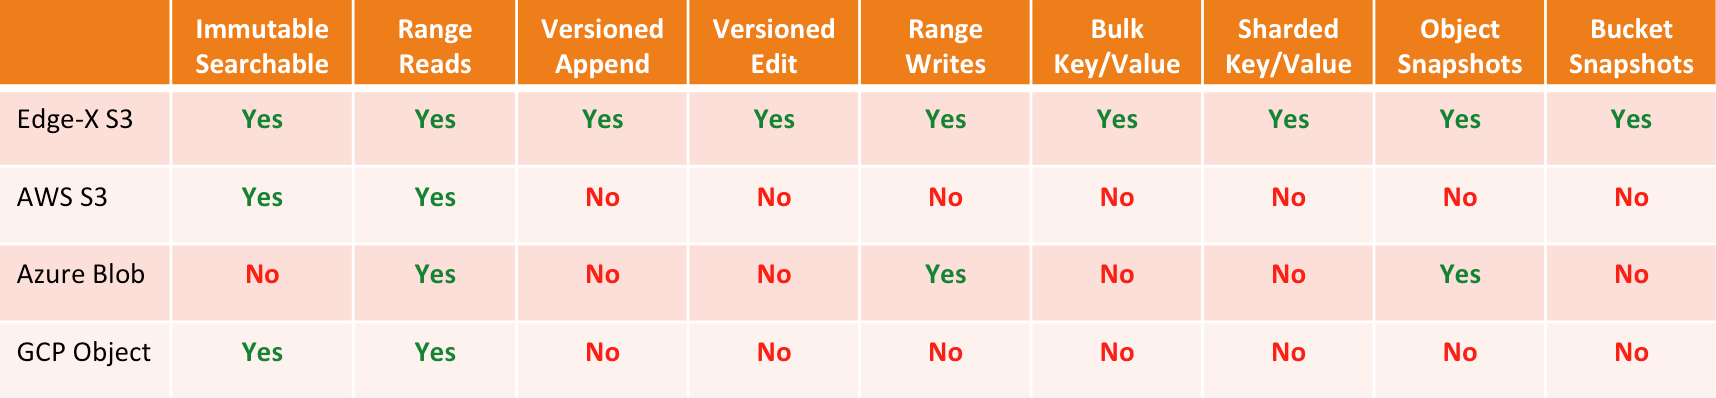 Immutable Searchable Range Reads Versioned Append Versioned Edit Range Writes Bulk Key/Value Sharded Key/Value Object Snapshots Bucket Snapshots
Edge-X S3 Yes Yes Yes Yes Yes Yes Yes Yes Yes
AWS S3 Yes Yes No No No No No No No
Azure Blob No Yes No No Yes No No Yes No
GCP Object Yes Yes No No No No No No No